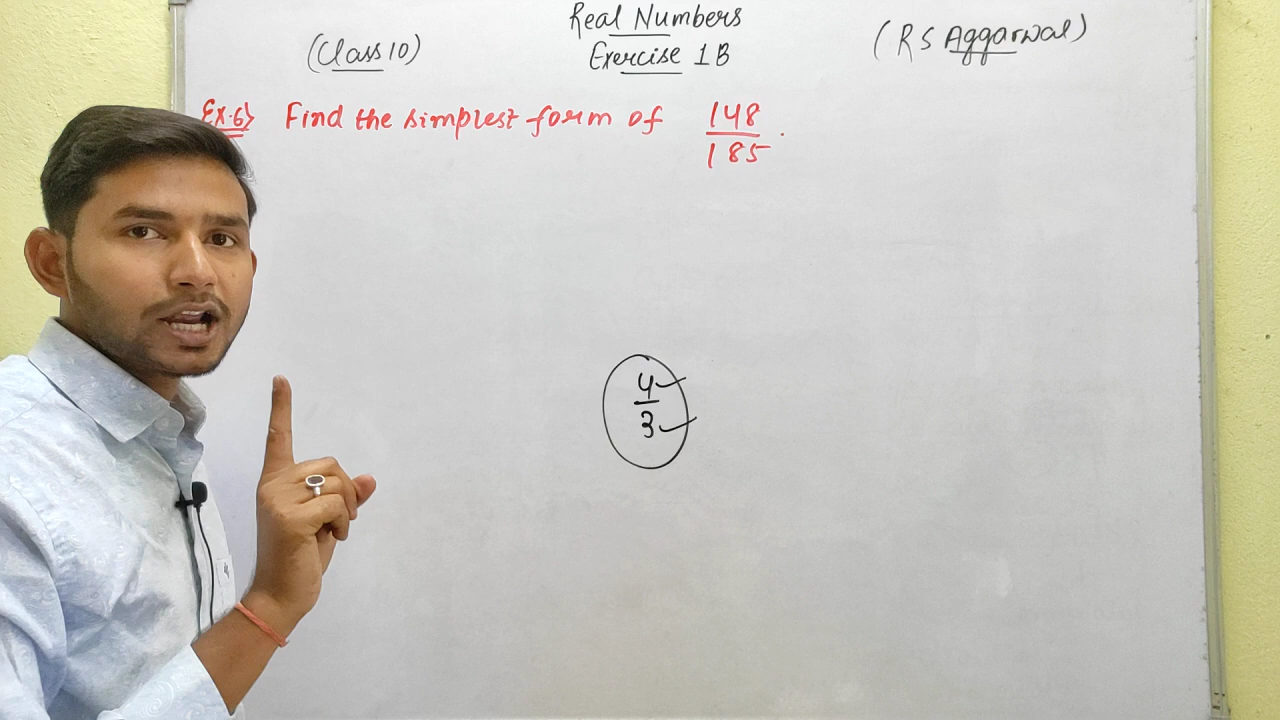 Real Numbers
(Class 10)
Exercise 1B
(RS Aggarwal)
Ex.6> Find the simplest form of 148/185.
4/3